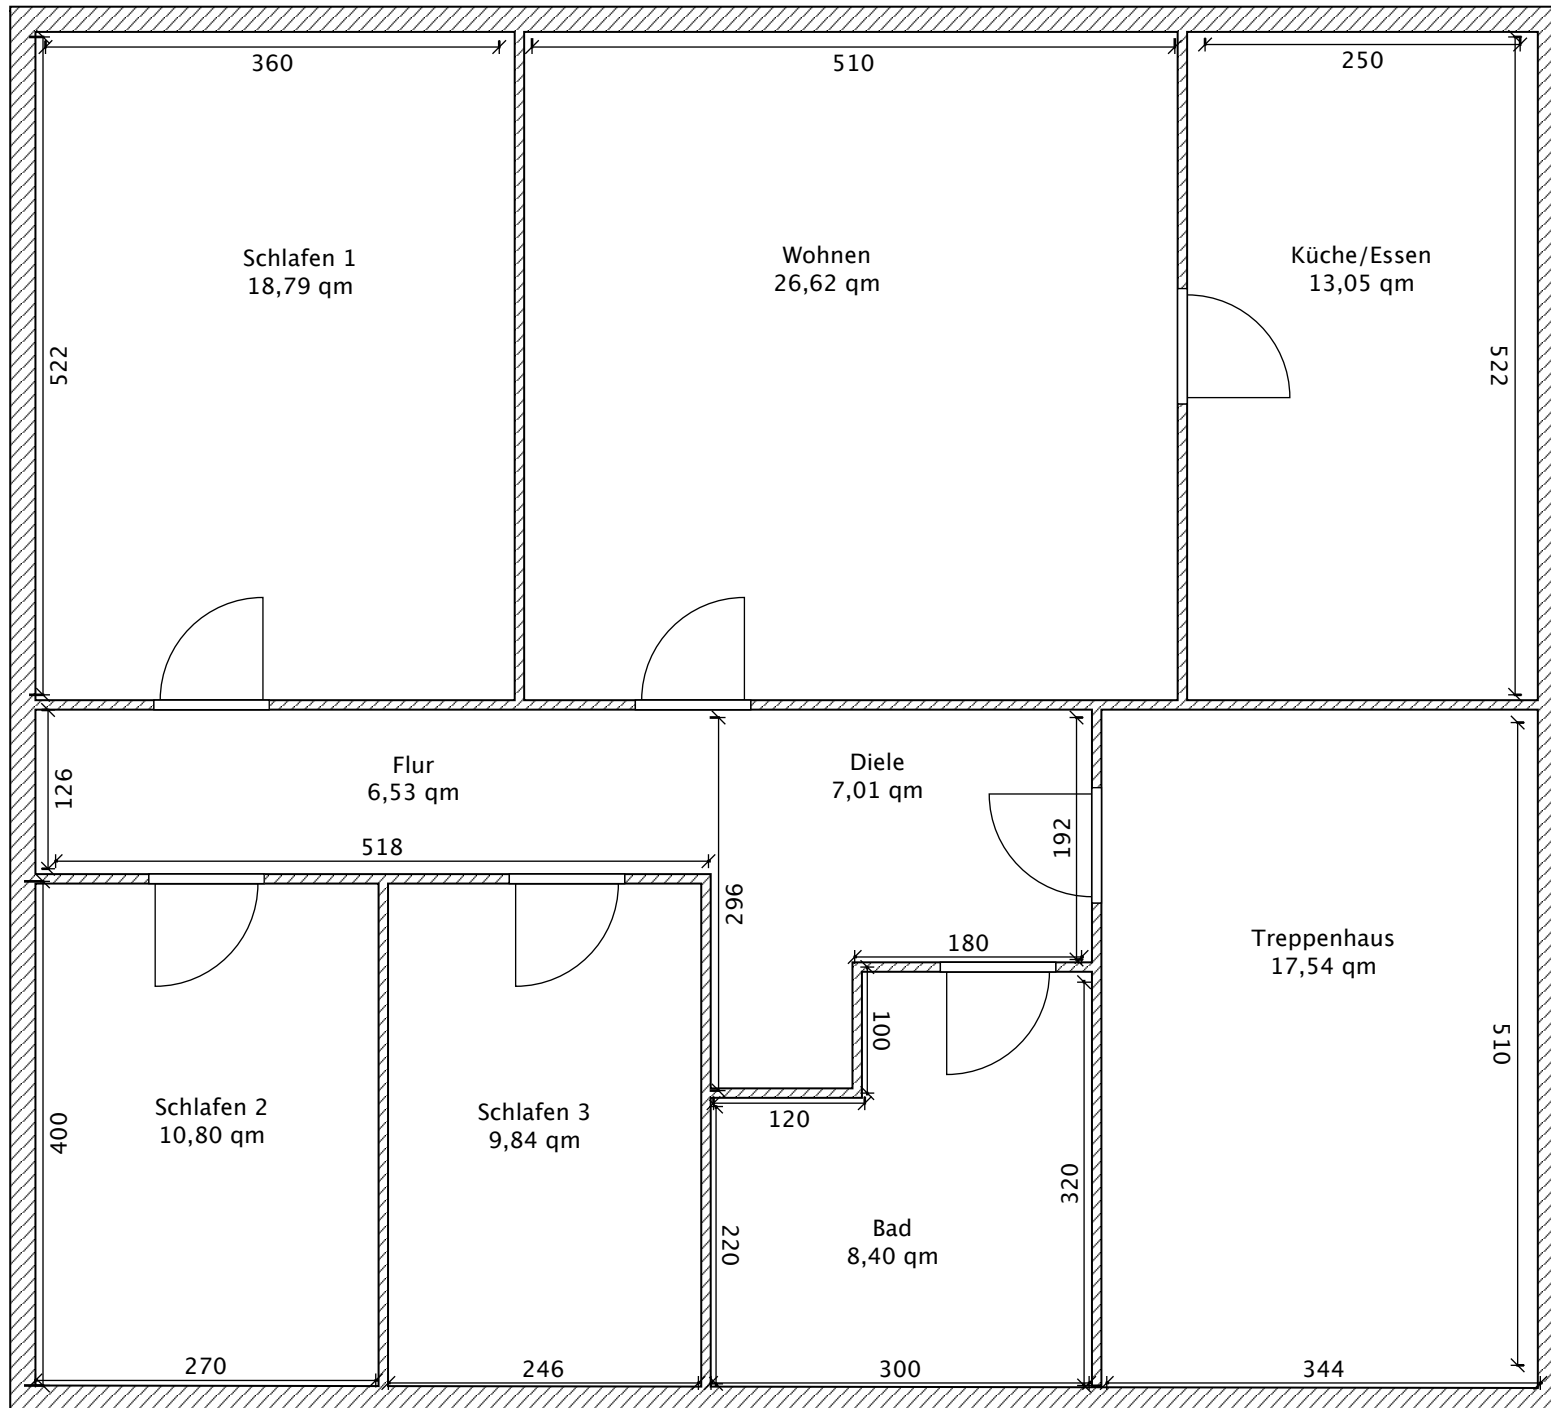 360
510
250
Schlafen 1
18,79 qm
Wohnen
26,62 qm
Küche/Essen
13,05 qm
522
522
Flur
6,53 qm
Diele
7,01 qm
126
518
192
296
180
Treppenhaus
17,54 qm
100
510
Schlafen 2
10,80 qm
Schlafen 3
9,84 qm
400
120
320
220
Bad
8,40 qm
270
246
300
344